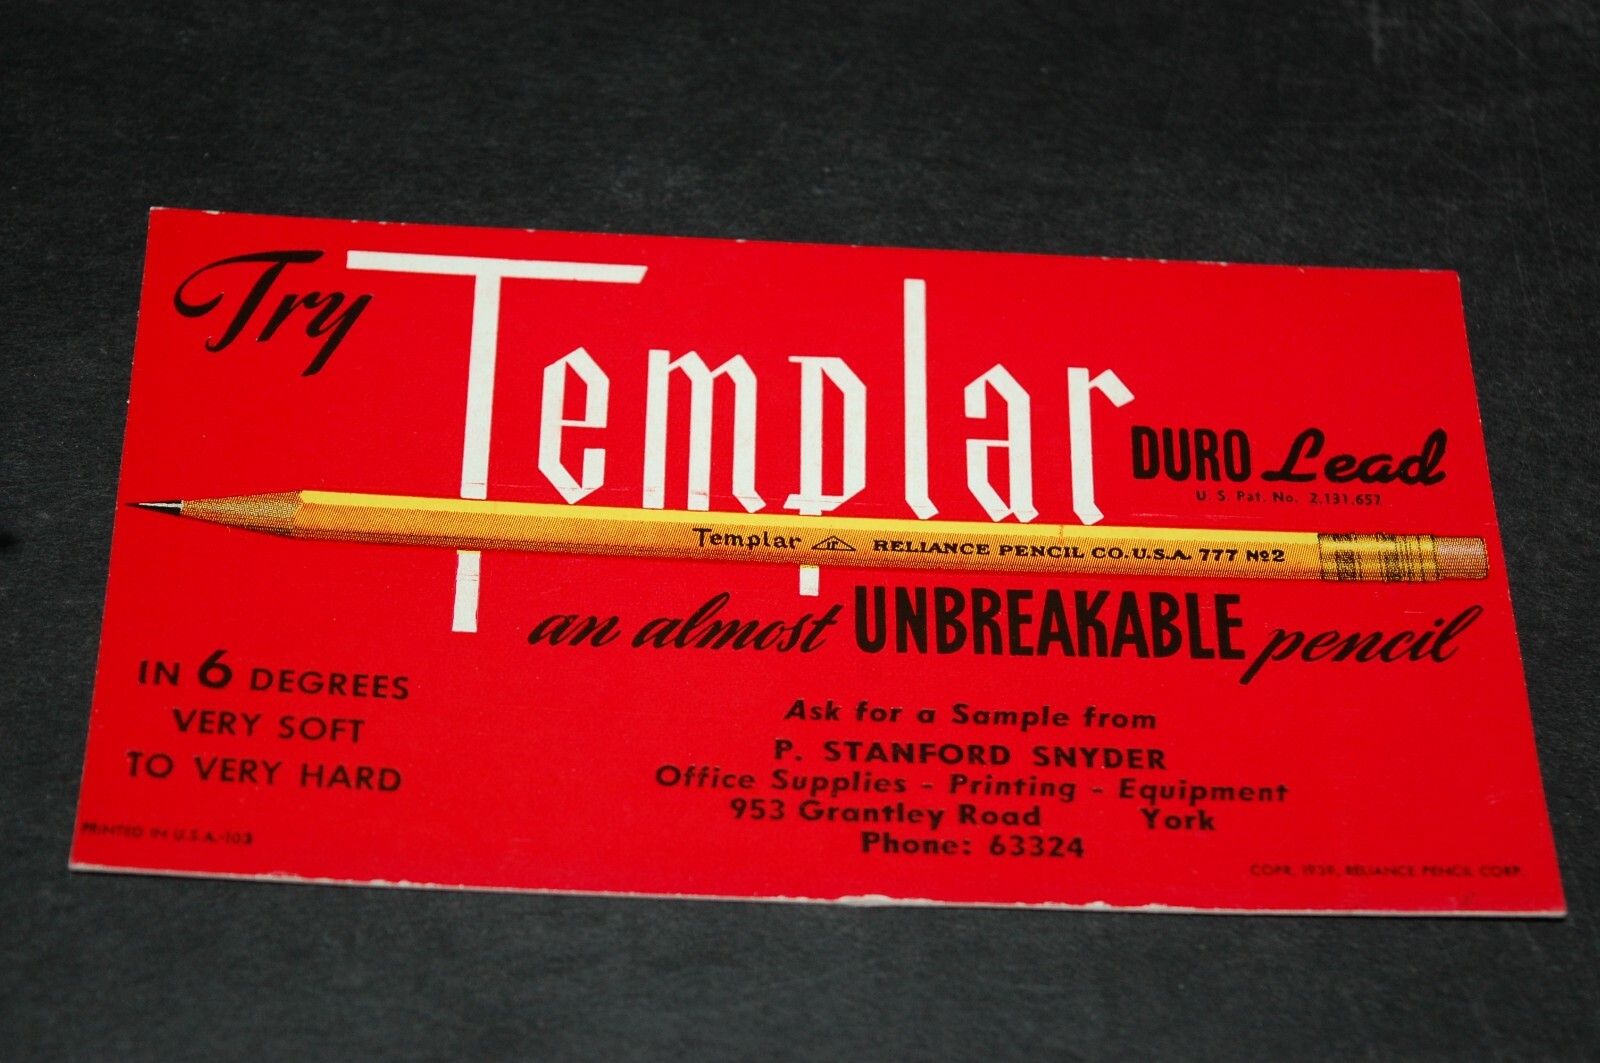 Try Templar
DURO Lead
U. S. Pat. No. 2,131,657
Templar RELIANCE PENCIL CO. U.S.A. 777 No2
an almost UNBREAKABLE pencil
IN 6 DEGREES
VERY SOFT
TO VERY HARD
Ask for a Sample from
P. STANFORD SNYDER
Office Supplies - Printing - Equipment
953 Grantley Road York
Phone: 63324
PRINTED IN U.S.A.-103
COPR. 1939, RELIANCE PENCIL CORP.